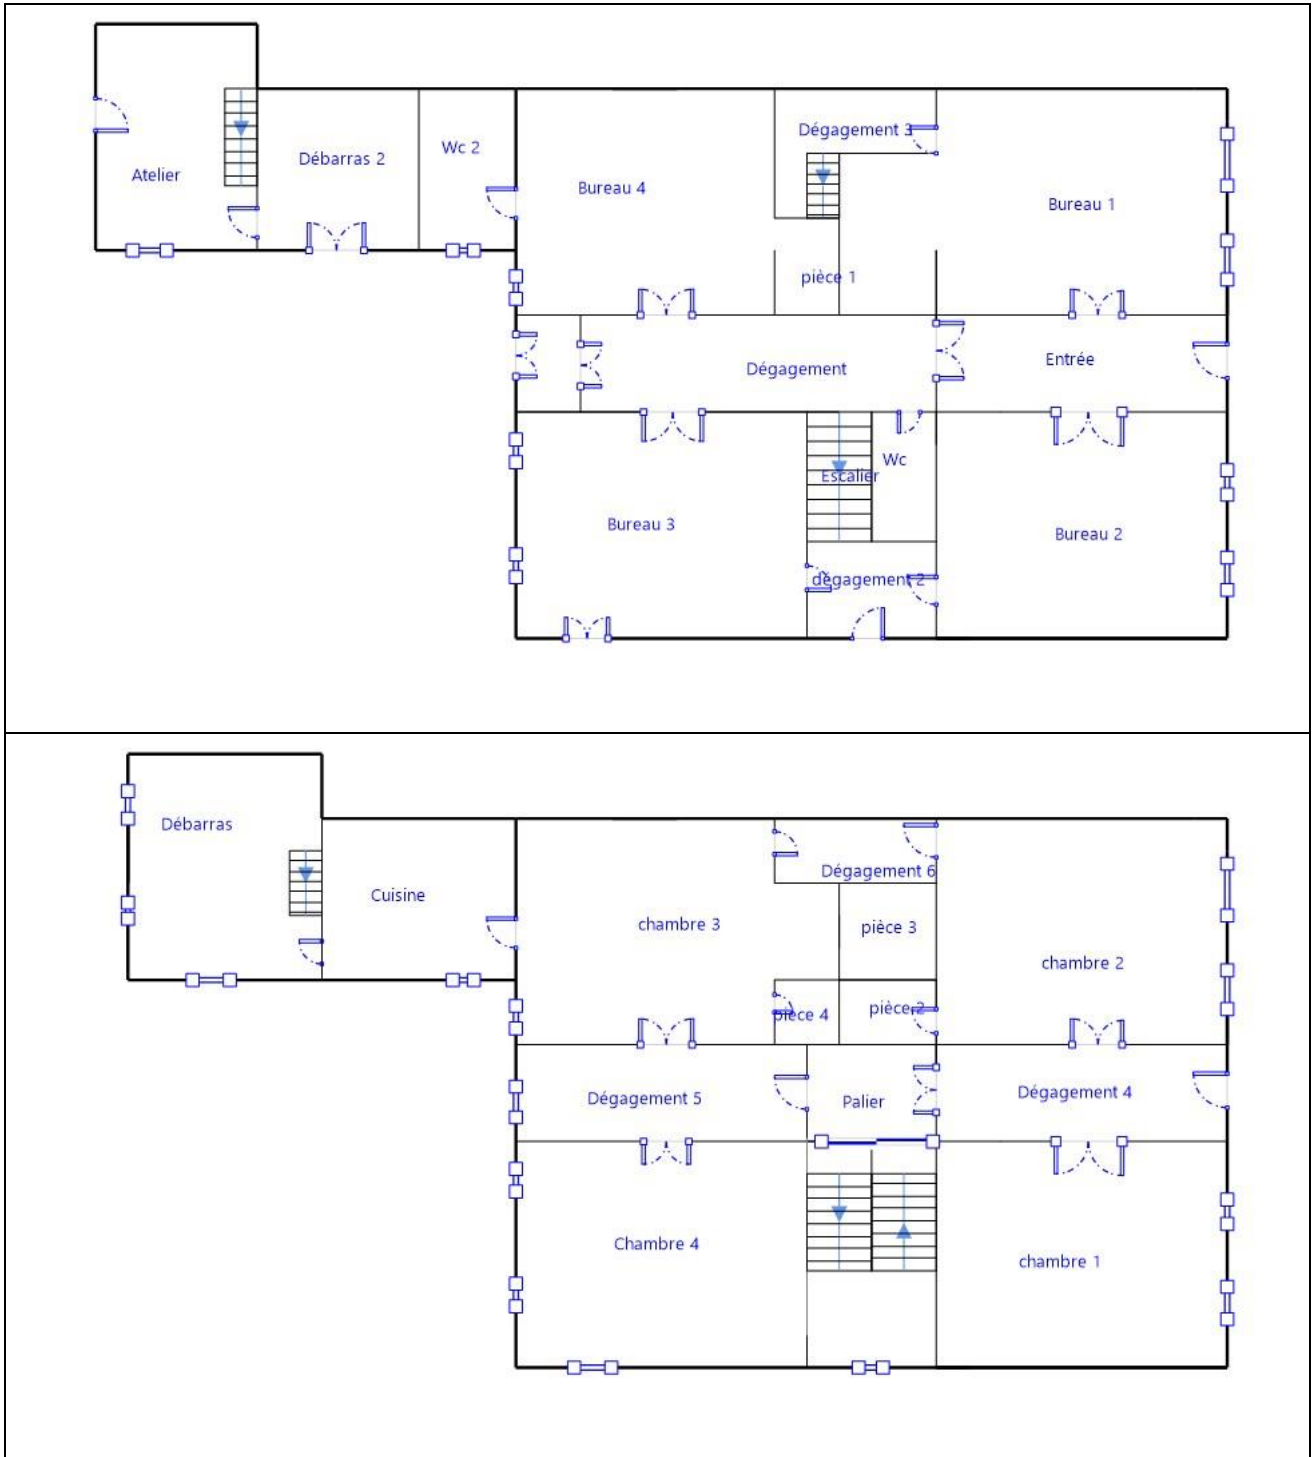 Dégagement 3
Wc 2
Débarras 2
Atelier
Bureau 4
Bureau 1
pièce 1
Entrée
Dégagement
Wc
Escalier
Bureau 3
Bureau 2
dégagement 2
Débarras
Dégagement 6
Cuisine
chambre 3
pièce 3
chambre 2
pièce 2
pièce 4
Dégagement 4
Dégagement 5
Palier
Chambre 4
chambre 1